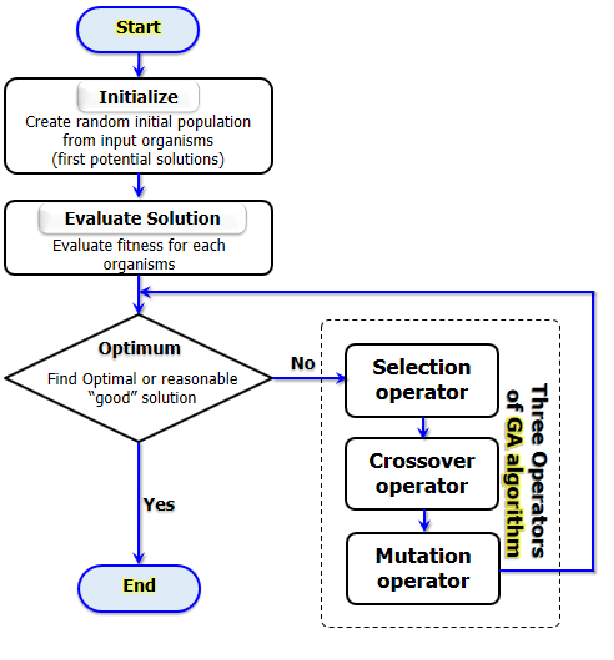 Start
Initialize
Create random initial population
from input organisms
(first potential solutions)
Evaluate Solution
Evaluate fitness for each
organisms
Optimum
Find Optimal or reasonable
“good” solution
No
Yes
End
Selection
operator
Crossover
operator
Mutation
operator
Three Operators
of GA algorithm